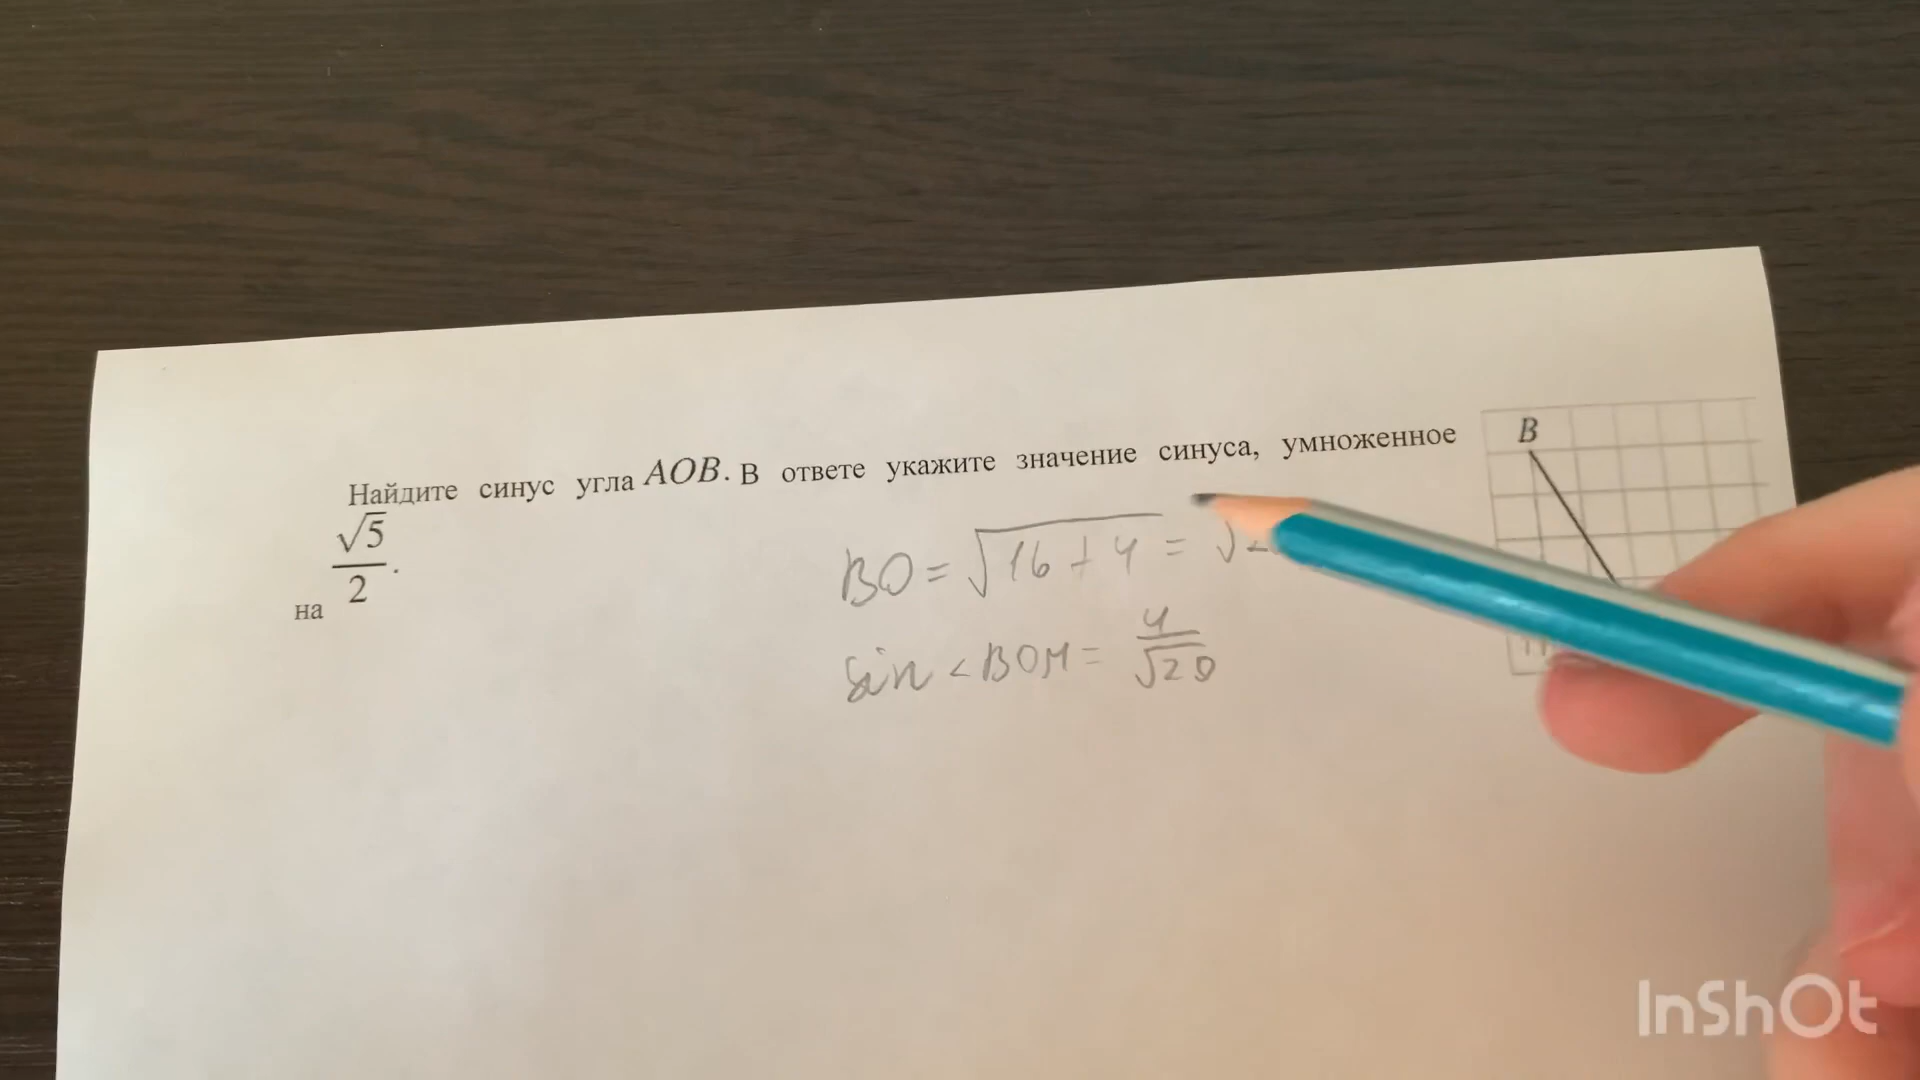 Найдите синус угла AOB. В ответе укажите значение синуса, умноженное
на √5/2.
B
BO = √16+4 = √2
sin ∠BOM = 4/√20
InShOt